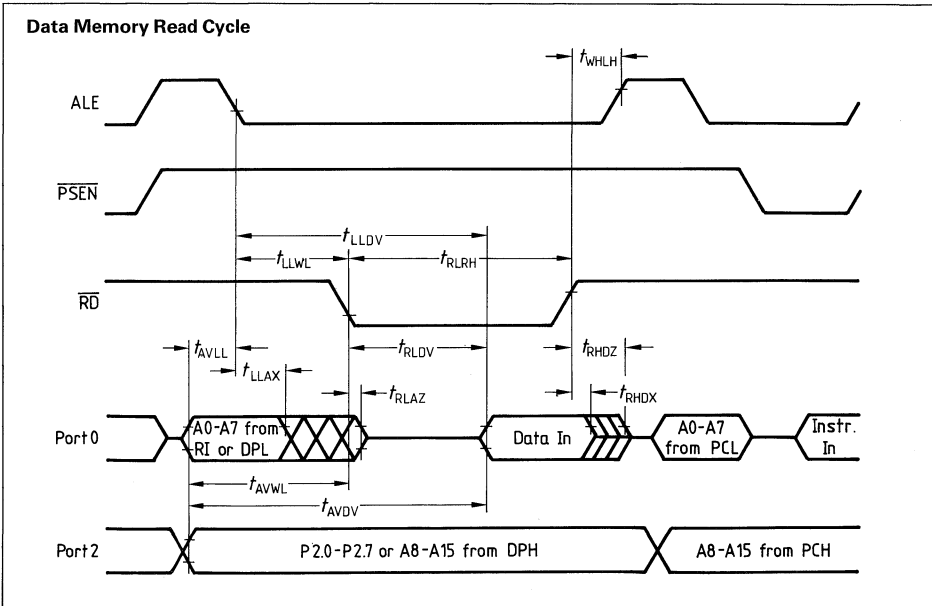 Data Memory Read Cycle
tWHLH
ALE
PSEN
tLLDV
tLLWL
tRLRH
RD
tAVLL
tRLDV
tRHDZ
tLLAX
tRLAZ
tRHDX
Port 0
A0-A7 from
RI or DPL
Data In
A0-A7
from PCL
Instr.
In
tAVWL
tAVDV
Port 2
P 2.0-P 2.7 or A8-A15 from DPH
A8-A15 from PCH